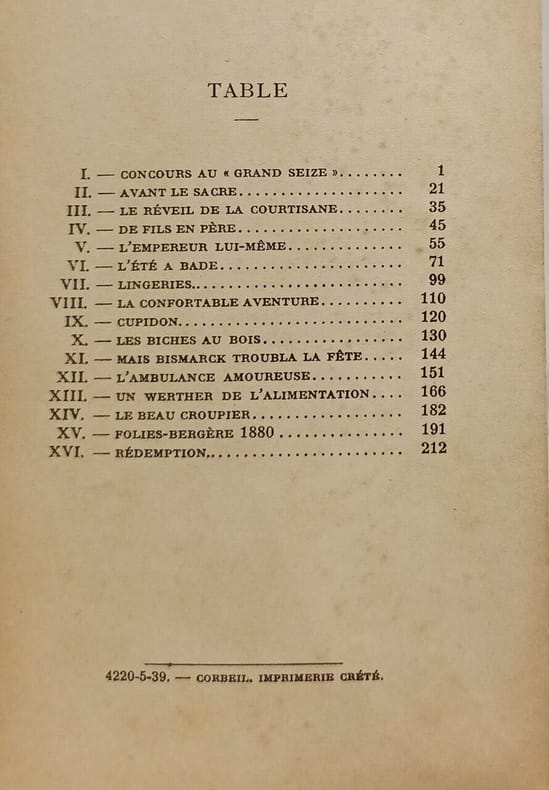 TABLE
I. — CONCOURS AU « GRAND SEIZE »........ 1
II. — AVANT LE SACRE.................... 21
III. — LE RÉVEIL DE LA COURTISANE........ 35
IV. — DE FILS EN PÈRE.................... 45
V. — L'EMPEREUR LUI-MÊME.............. 55
VI. — L'ÉTÉ A BADE...................... 71
VII. — LINGERIES......................... 99
VIII. — LA CONFORTABLE AVENTURE.......... 110
IX. — CUPIDON........................... 120
X. — LES BICHES AU BOIS................. 130
XI. — MAIS BISMARCK TROUBLA LA FÊTE..... 144
XII. — L'AMBULANCE AMOUREUSE........... 151
XIII. — UN WERTHER DE L'ALIMENTATION.... 166
XIV. — LE BEAU CROUPIER.................. 182
XV. — FOLIES-BERGÈRE 1880 ............... 191
XVI. — RÉDEMPTION........................ 212
4220-5-39. — CORBEIL. IMPRIMERIE CRÉTÉ.